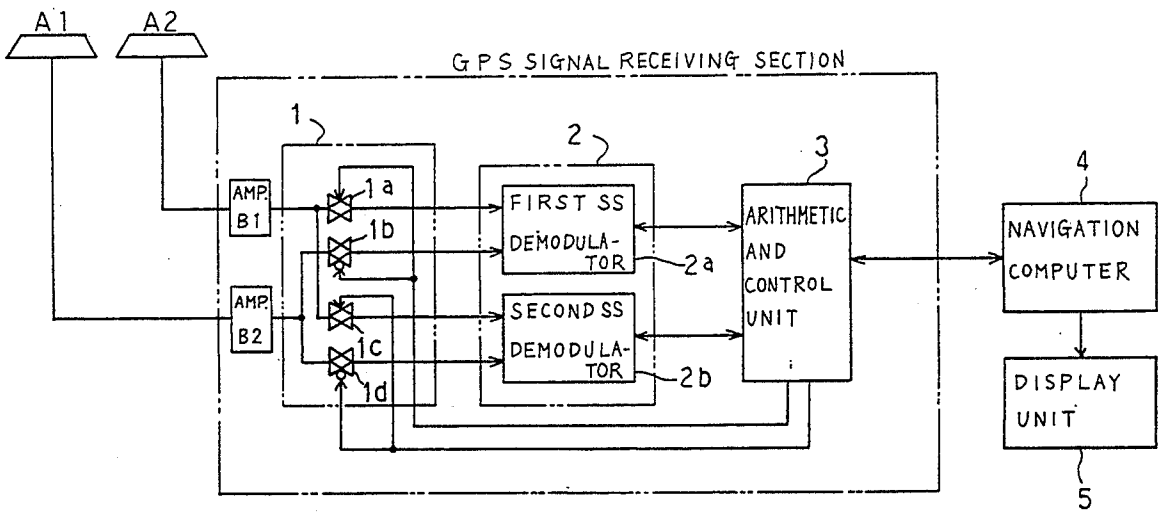 A1
A2
GPS SIGNAL RECEIVING SECTION
1
2
3
4
AMP.
B1
1a
1b
FIRST SS
DEMODULA-
TOR
2a
ARITHMETIC
AND
CONTROL
UNIT
NAVIGATION
COMPUTER
AMP.
B2
1c
1d
SECOND SS
DEMODULA-
TOR
2b
DISPLAY
UNIT
5